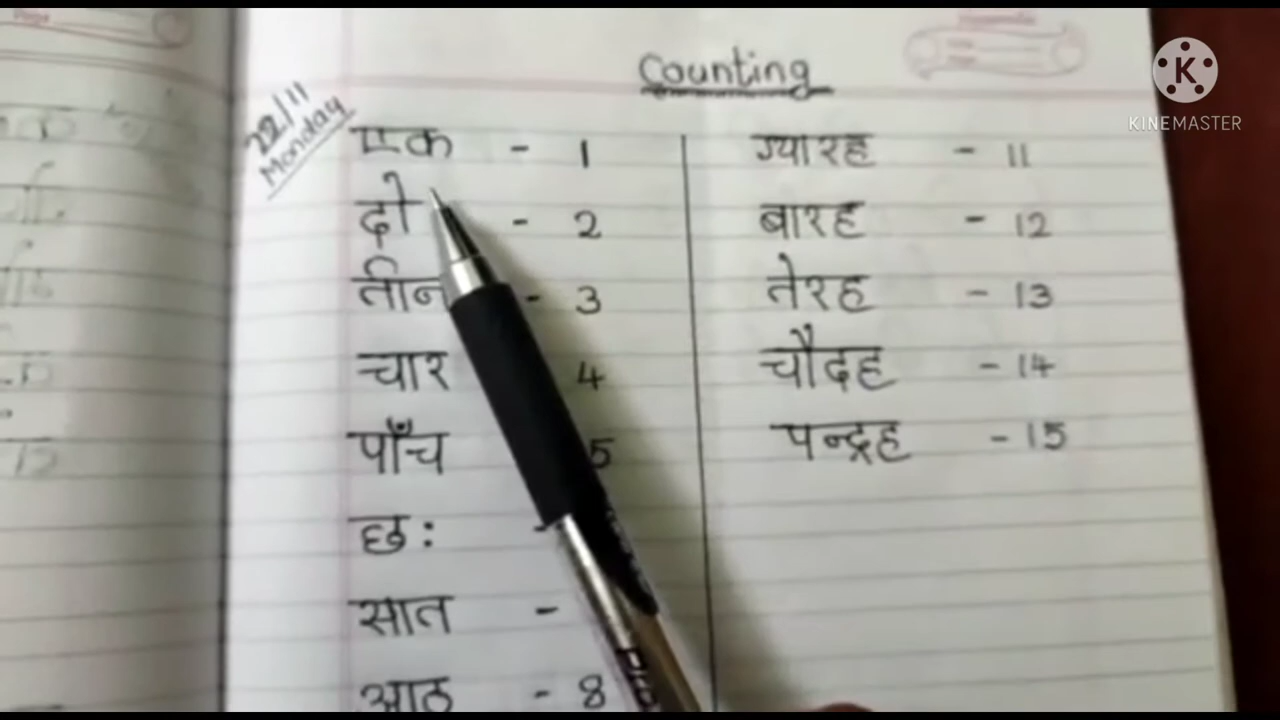 Counting
22/11
Monday
एक - 1
दो - 2
तीन - 3
चार 4
पाँच 5
छः -
सात -
आठ - 8
ग्यारह - 11
बारह - 12
तेरह - 13
चौदह - 14
पन्द्रह - 15
K
KINEMASTER